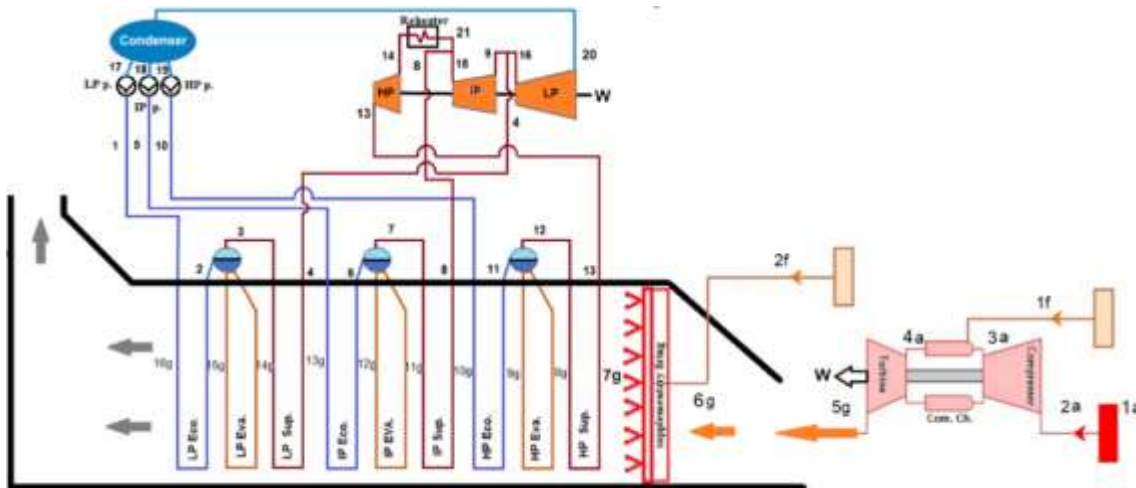 Reheater
21
Condenser
14
8
9
16
20
17
18
19
18
LP p.
HP p.
HP
IP
LP
W
IP p.
13
4
1
5
10
3
7
12
2f
2
4
6
8
11
13
1f
4a
3a
16g
15g
14g
13g
12g
11g
10g
9g
8g
7g
Turbine
Compressor
W
6g
5g
Com. Ch.
2a
1a
LP Eco.
LP Eva.
LP Sup.
IP Eco.
IP EVA.
IP Sup.
HP Eco.
HP Eva.
HP Sup.